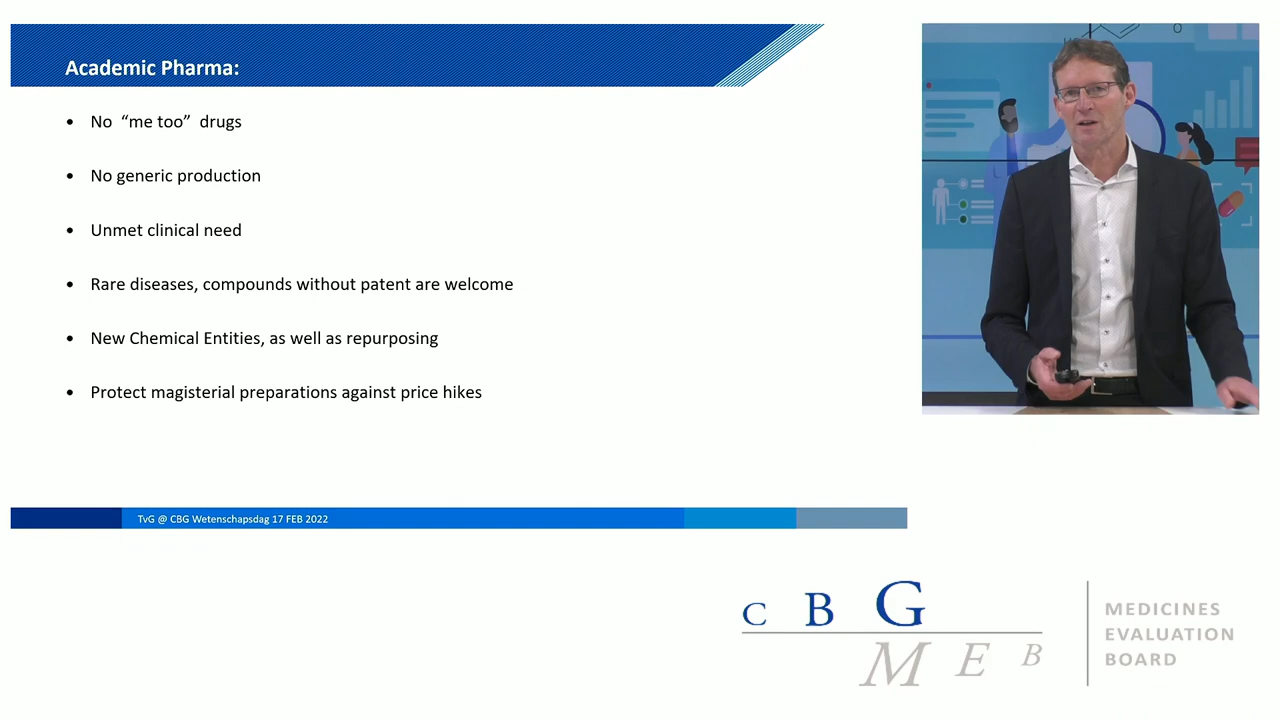 Academic Pharma:
• No “me too” drugs
• No generic production
• Unmet clinical need
• Rare diseases, compounds without patent are welcome
• New Chemical Entities, as well as repurposing
• Protect magisterial preparations against price hikes
TvG @ CBG Wetenschapsdag 17 FEB 2022
C B G
M E B
MEDICINES
EVALUATION
BOARD